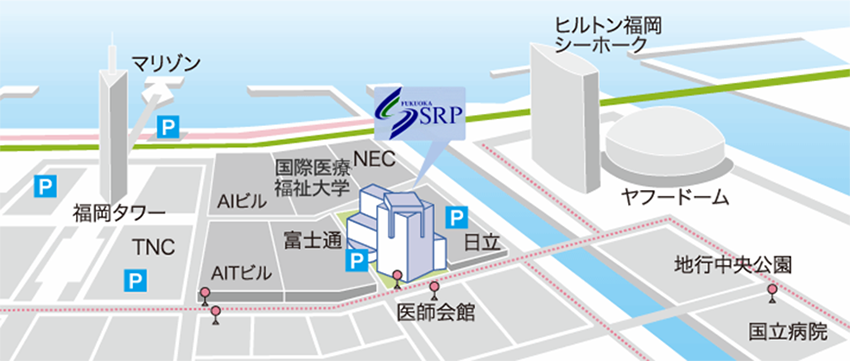 ヒルトン福岡
シーホーク
マリゾン
FUKUOKA
SRP
P
NEC
国際医療
福祉大学
P
AIビル
ヤフードーム
福岡タワー
P
富士通
日立
TNC
P
AITビル
P
地行中央公園
医師会館
国立病院